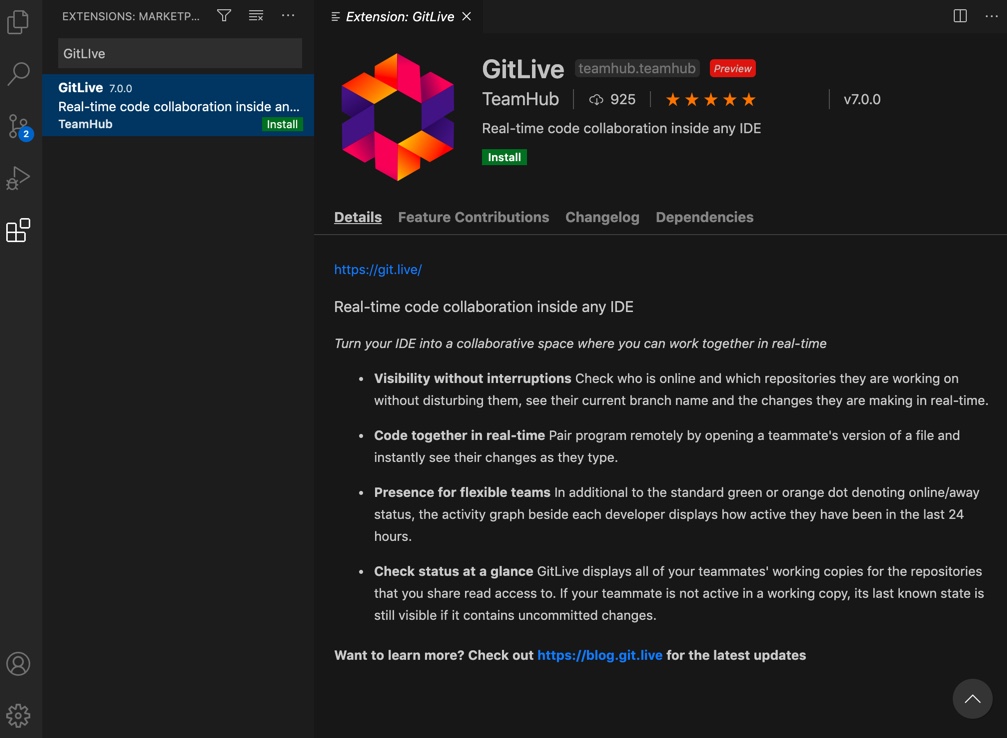 EXTENSIONS: MARKETP...
GitLIve
GitLive 7.0.0
Real-time code collaboration inside an...
TeamHub Install
2
Extension: GitLive
GitLive teamhub.teamhub Preview
TeamHub 925 v7.0.0
Real-time code collaboration inside any IDE
Install
Details Feature Contributions Changelog Dependencies
https://git.live/
Real-time code collaboration inside any IDE
Turn your IDE into a collaborative space where you can work together in real-time
• Visibility without interruptions Check who is online and which repositories they are working on
without disturbing them, see their current branch name and the changes they are making in real-time.
• Code together in real-time Pair program remotely by opening a teammate's version of a file and
instantly see their changes as they type.
• Presence for flexible teams In additional to the standard green or orange dot denoting online/away
status, the activity graph beside each developer displays how active they have been in the last 24
hours.
• Check status at a glance GitLive displays all of your teammates' working copies for the repositories
that you share read access to. If your teammate is not active in a working copy, its last known state is
still visible if it contains uncommitted changes.
Want to learn more? Check out https://blog.git.live for the latest updates